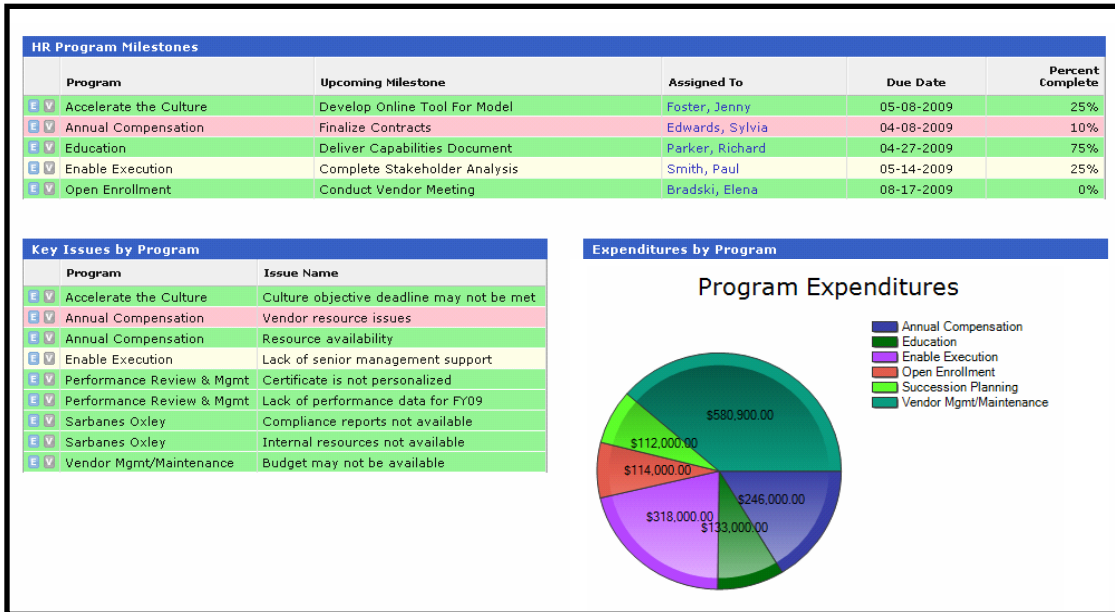 HR Program Milestones
Program Upcoming Milestone Assigned To Due Date Percent Complete
E V Accelerate the Culture Develop Online Tool For Model Foster, Jenny 05-08-2009 25%
E V Annual Compensation Finalize Contracts Edwards, Sylvia 04-08-2009 10%
E V Education Deliver Capabilities Document Parker, Richard 04-27-2009 75%
E V Enable Execution Complete Stakeholder Analysis Smith, Paul 05-14-2009 25%
E V Open Enrollment Conduct Vendor Meeting Bradski, Elena 08-17-2009 0%
Key Issues by Program
Program Issue Name
E V Accelerate the Culture Culture objective deadline may not be met
E V Annual Compensation Vendor resource issues
E V Annual Compensation Resource availability
E V Enable Execution Lack of senior management support
E V Performance Review & Mgmt Certificate is not personalized
E V Performance Review & Mgmt Lack of performance data for FY09
E V Sarbanes Oxley Compliance reports not available
E V Sarbanes Oxley Internal resources not available
E V Vendor Mgmt/Maintenance Budget may not be available
Expenditures by Program
Program Expenditures
Annual Compensation
Education
Enable Execution
Open Enrollment
Succession Planning
Vendor Mgmt/Maintenance
$580,900.00
$112,000.00
$114,000.00
$246,000.00
$318,000.00
$133,000.00